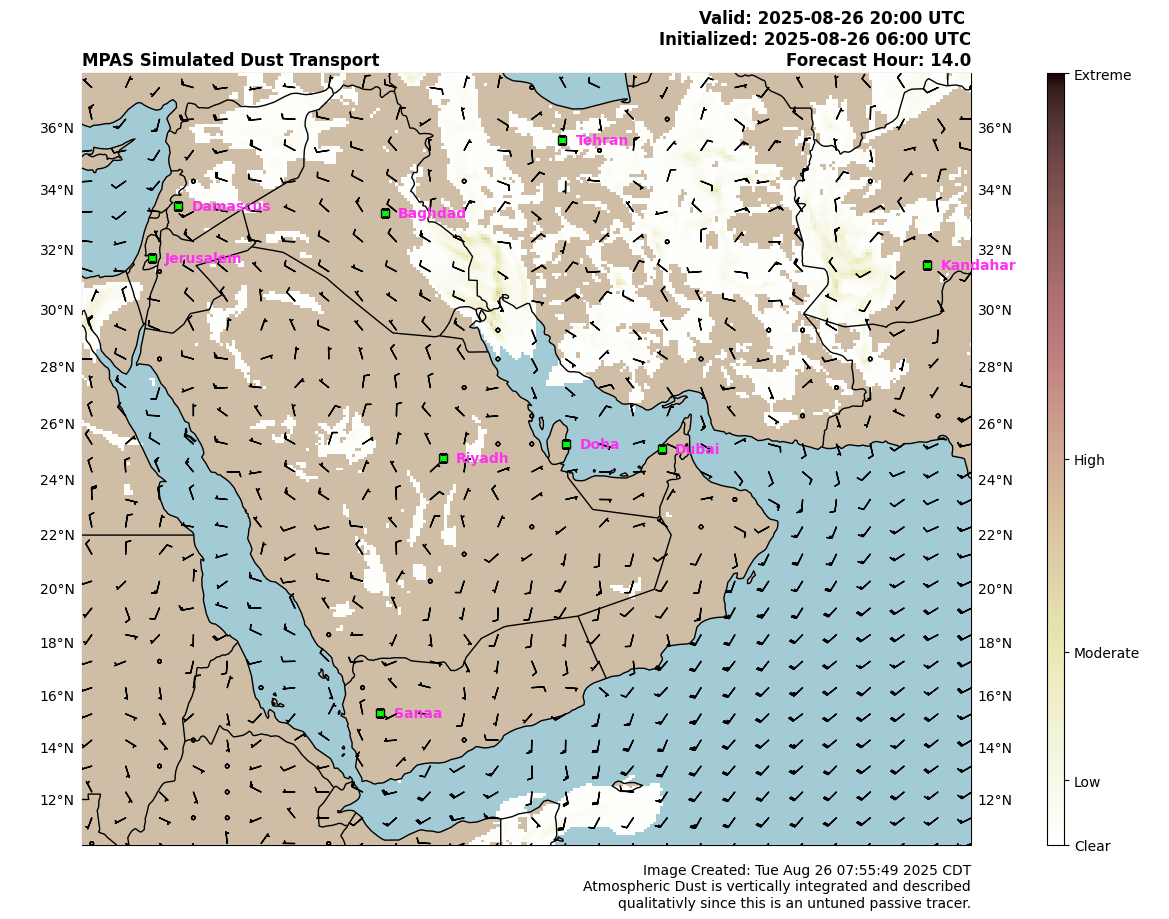 Valid: 2025-08-26 20:00 UTC
Initialized: 2025-08-26 06:00 UTC
MPAS Simulated Dust Transport Forecast Hour: 14.0
Extreme
36°N 36°N
Tehran
34°N 34°N
Damascus Baghdad
32°N 32°N
Jerusalem Kandahar
30°N 30°N
28°N 28°N
26°N 26°N
Doha Dubai
Riyadh High
24°N 24°N
22°N 22°N
20°N 20°N
18°N 18°N
Moderate
16°N 16°N
Sanaa
14°N 14°N
Low
12°N 12°N
Clear
Image Created: Tue Aug 26 07:55:49 2025 CDT
Atmospheric Dust is vertically integrated and described
qualitativly since this is an untuned passive tracer.